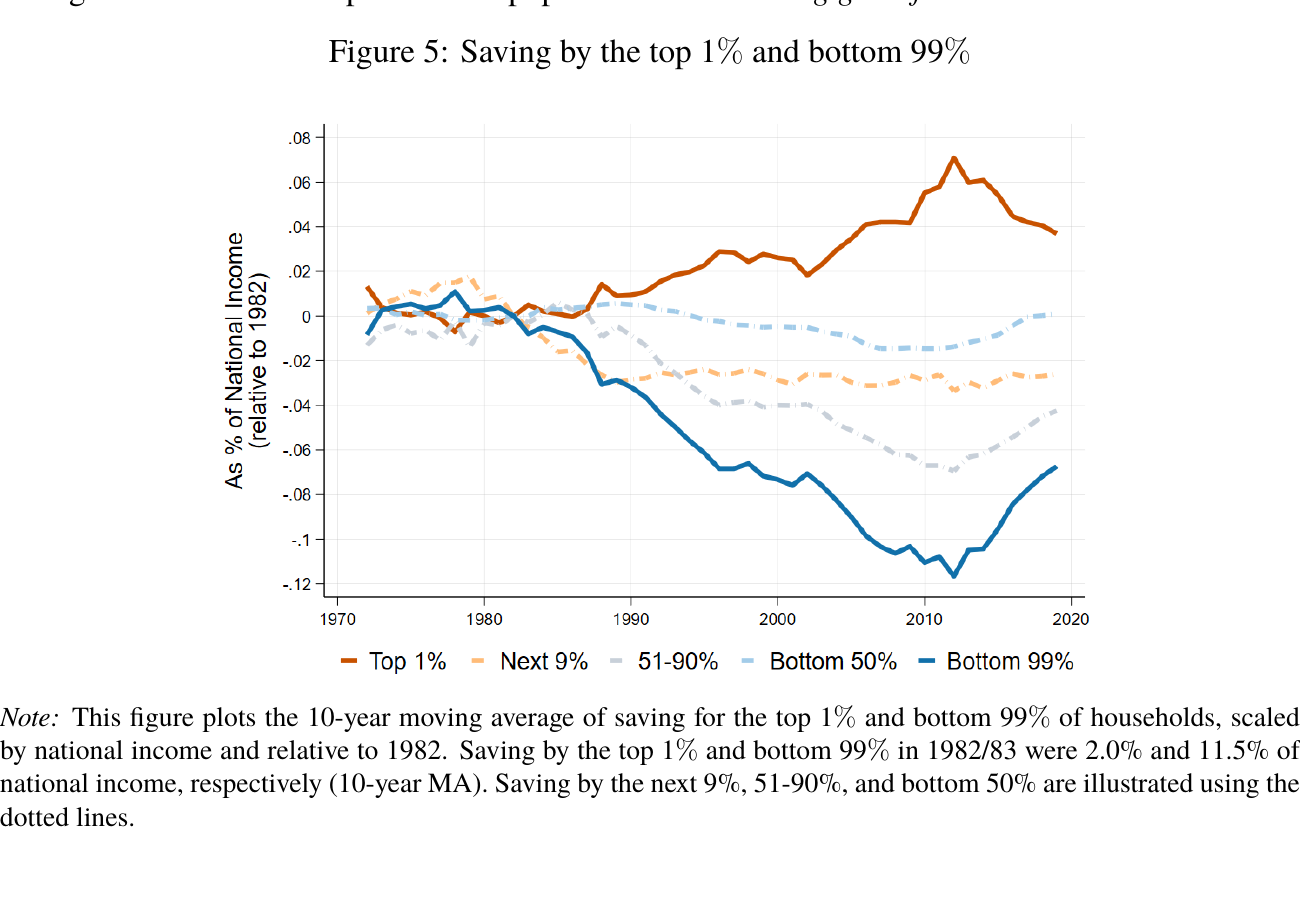 Figure 5: Saving by the top 1% and bottom 99%
.08
.06
.04
.02
0
-.02
-.04
-.06
-.08
-.1
-.12
As % of National Income
(relative to 1982)
1970 1980 1990 2000 2010 2020
Top 1% Next 9% 51-90% Bottom 50% Bottom 99%
Note: This figure plots the 10-year moving average of saving for the top 1% and bottom 99% of households, scaled
by national income and relative to 1982. Saving by the top 1% and bottom 99% in 1982/83 were 2.0% and 11.5% of
national income, respectively (10-year MA). Saving by the next 9%, 51-90%, and bottom 50% are illustrated using the
dotted lines.